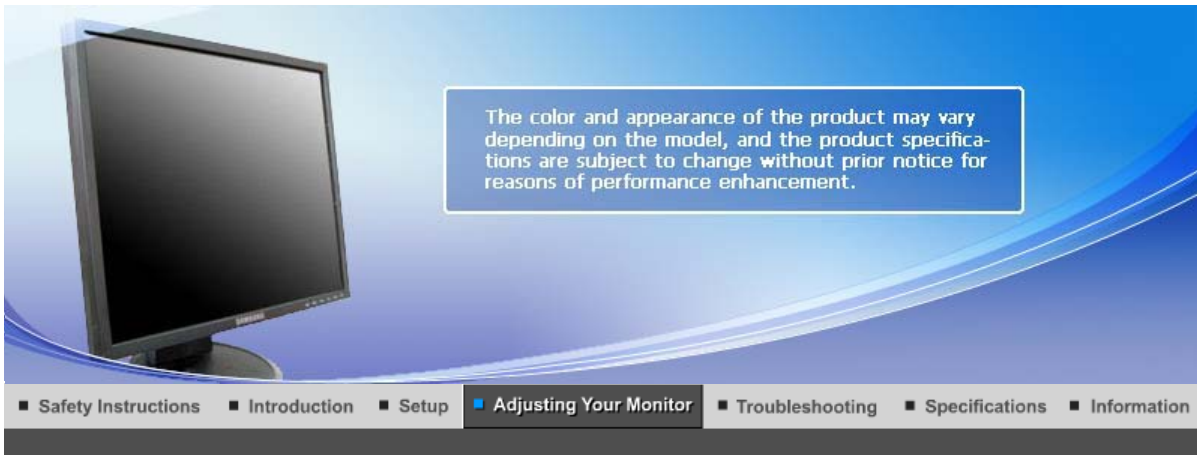 The color and appearance of the product may vary
depending on the model, and the product specifica-
tions are subject to change without prior notice for
reasons of performance enhancement.
SAMSUNG
Safety Instructions Introduction Setup Adjusting Your Monitor Troubleshooting Specifications Information